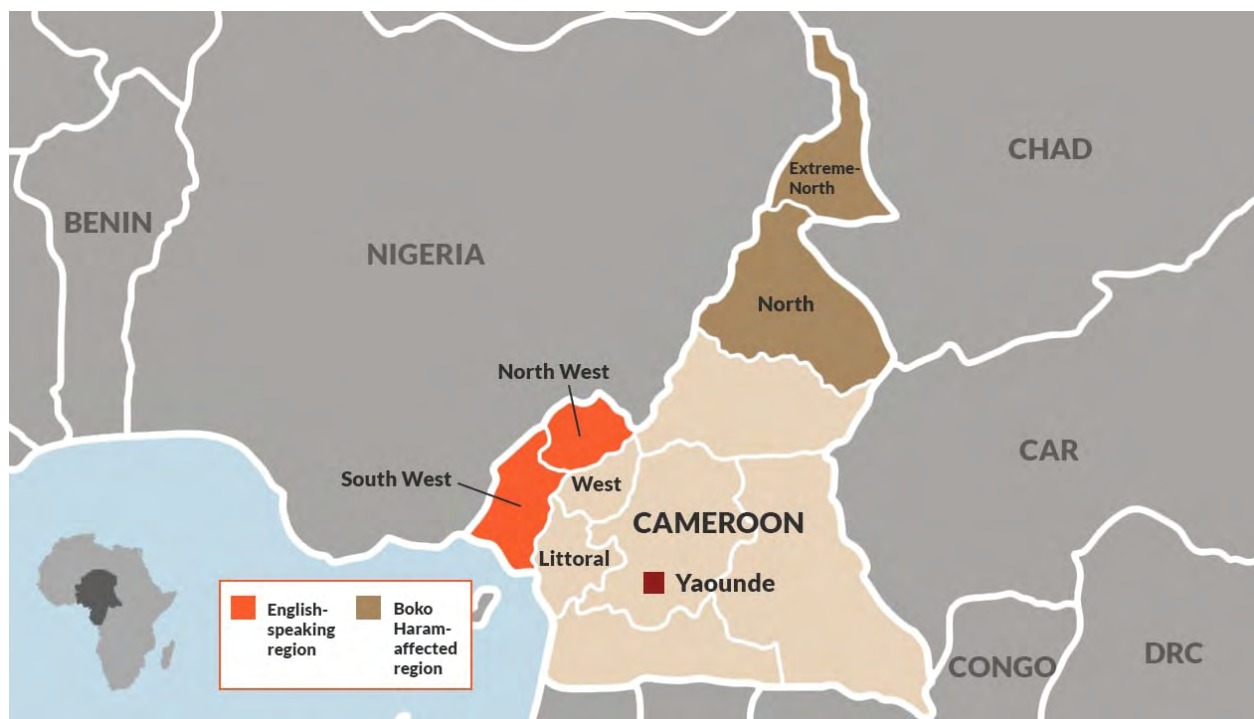 CHAD
Extreme-
North
BENIN
NIGERIA
North
North West
CAR
South West
West
CAMEROON
Littoral
Yaounde
English-
speaking
region
Boko
Haram-
affected
region
CONGO
DRC